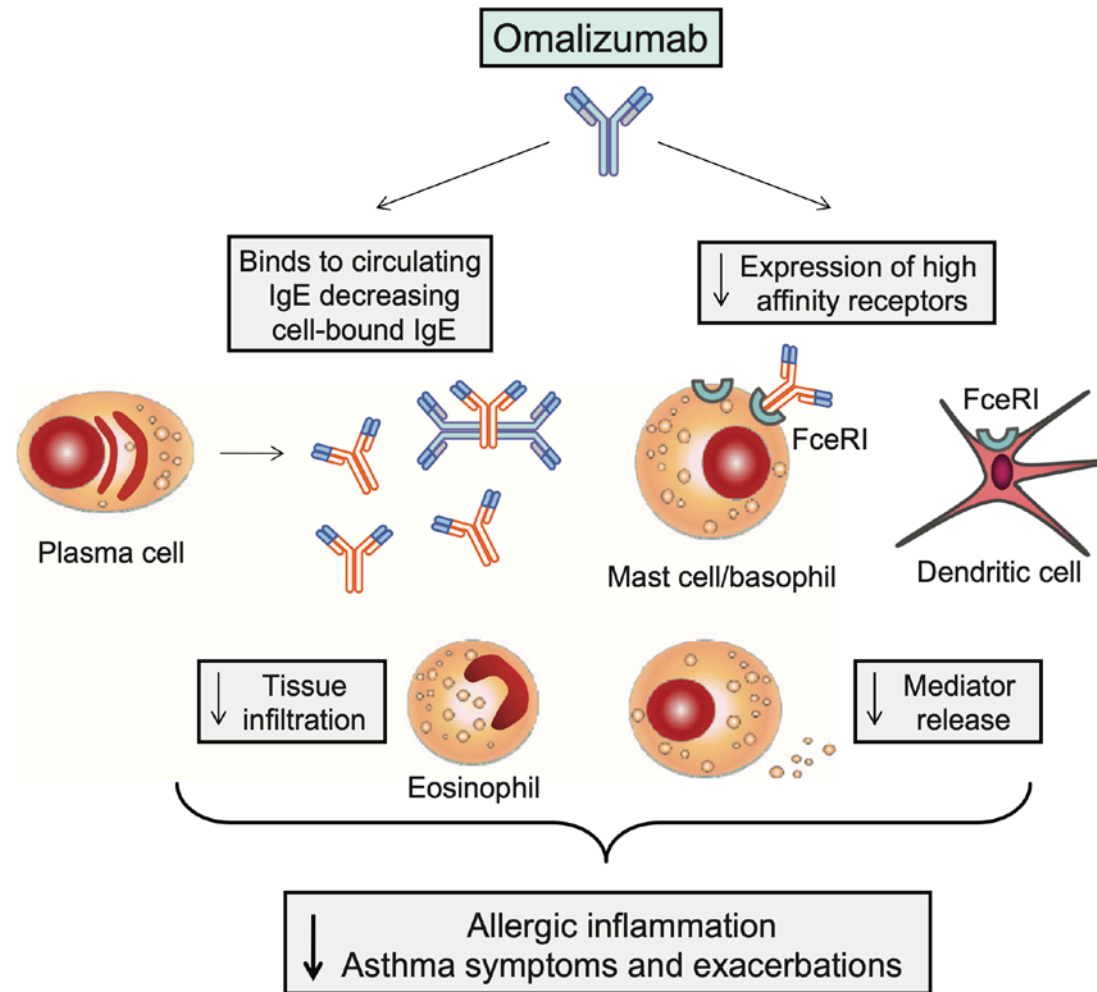 Omalizumab
Binds to circulating
IgE decreasing
cell-bound IgE
↓ Expression of high
affinity receptors
FceRI
FceRI
Plasma cell
Mast cell/basophil
Dendritic cell
↓ Tissue
infiltration
Eosinophil
↓ Mediator
release
↓ Allergic inflammation
Asthma symptoms and exacerbations